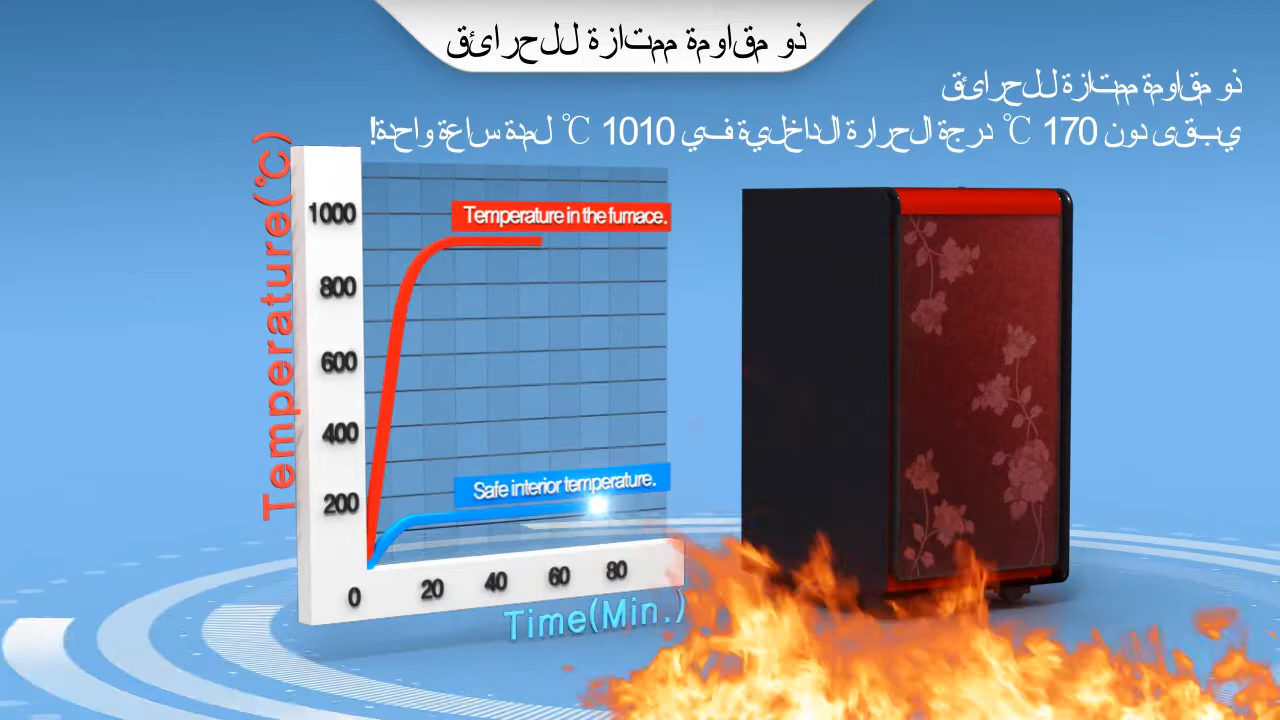 ذو مقاومة ممتازة للحرائق
ذو مقاومة ممتازة للحرائق
يبقى دون 170 ℃ درجة الحرارة الداخلية في 1010 ℃ لمدة ساعة واحدة!
Temperature(℃)
1000
800
600
400
200
0
20
40
60
80
Time(Min.)
Temperature in the furnace.
Safe interior temperature.